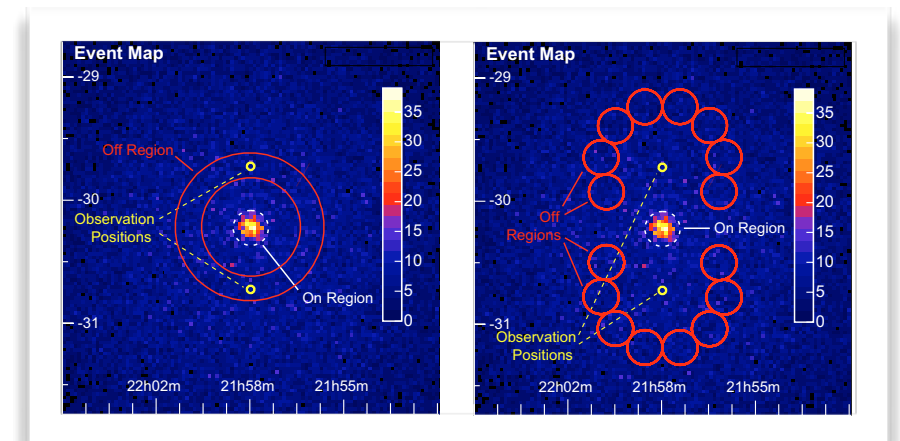 Event Map
-29
Off Region
-30
Observation
Positions
On Region
-31
22h02m
21h58m
21h55m
35
30
25
20
15
10
5
0
Event Map
-29
-30
Off
Regions
On Region
-31
Observation
Positions
22h02m
21h58m
21h55m
35
30
25
20
15
10
5
0